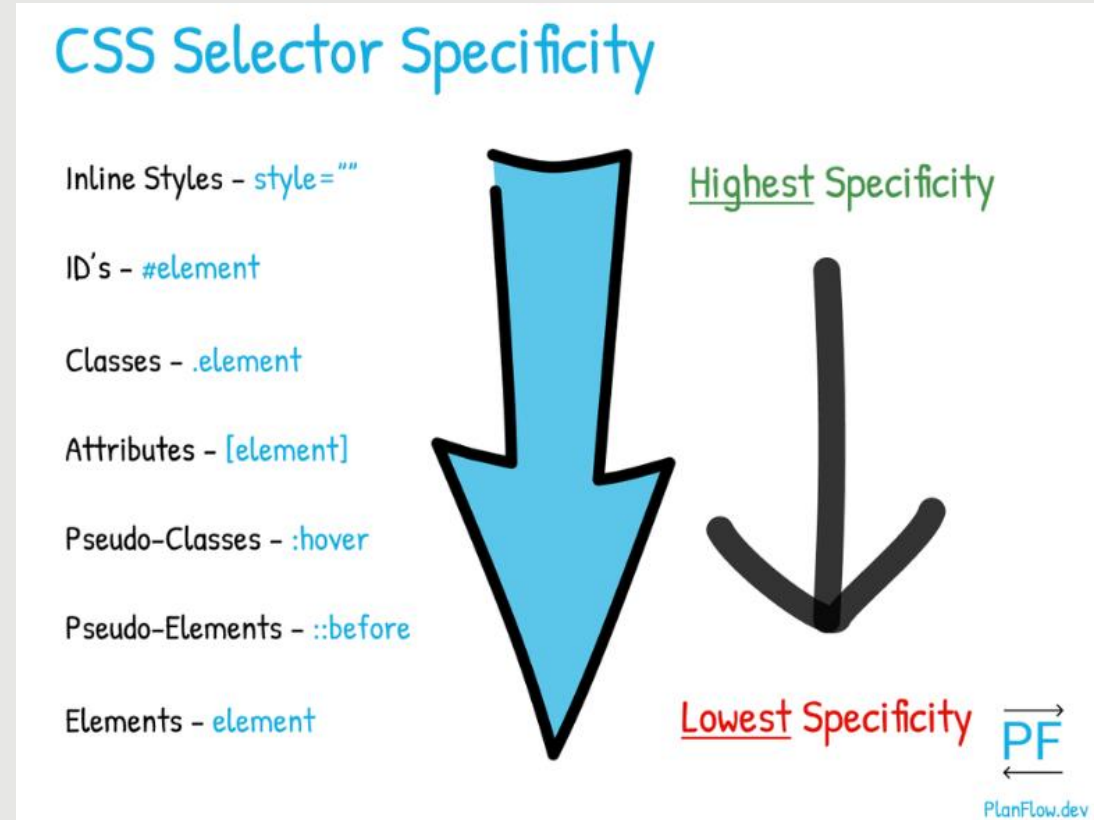 CSS Selector Specificity
Inline Styles - style=""
Highest Specificity
ID's - #element
Classes - .element
Attributes - [element]
Pseudo-Classes - :hover
Pseudo-Elements - ::before
Elements - element
Lowest Specificity
PF
PlanFlow.dev